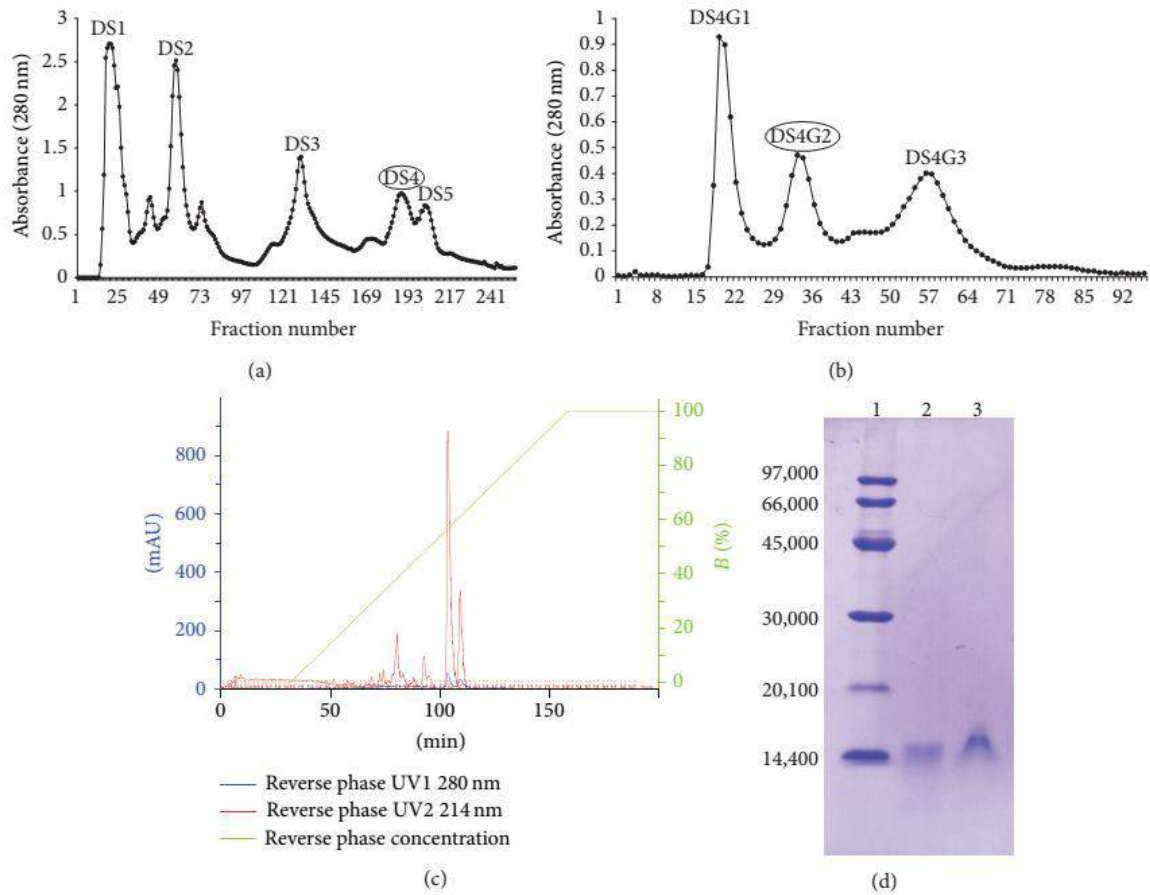 DS1
DS2
DS3
DS4
DS5
3
2.5
2
1.5
1
0.5
0
Absorbance (280 nm)
1 25 49 73 97 121 145 169 193 217 241
Fraction number
(a)
DS4G1
DS4G2
DS4G3
1
0.9
0.8
0.7
0.6
0.5
0.4
0.3
0.2
0.1
0
Absorbance (280 nm)
1 8 15 22 29 36 43 50 57 64 71 78 85 92
Fraction number
(b)
800
600
400
200
0
(mAU)
100
80
60
40
20
0
B (%)
0 50 100 150
(min)
Reverse phase UV1 280 nm
Reverse phase UV2 214 nm
Reverse phase concentration
(c)
1 2 3
97,000
66,000
45,000
30,000
20,100
14,400
(d)